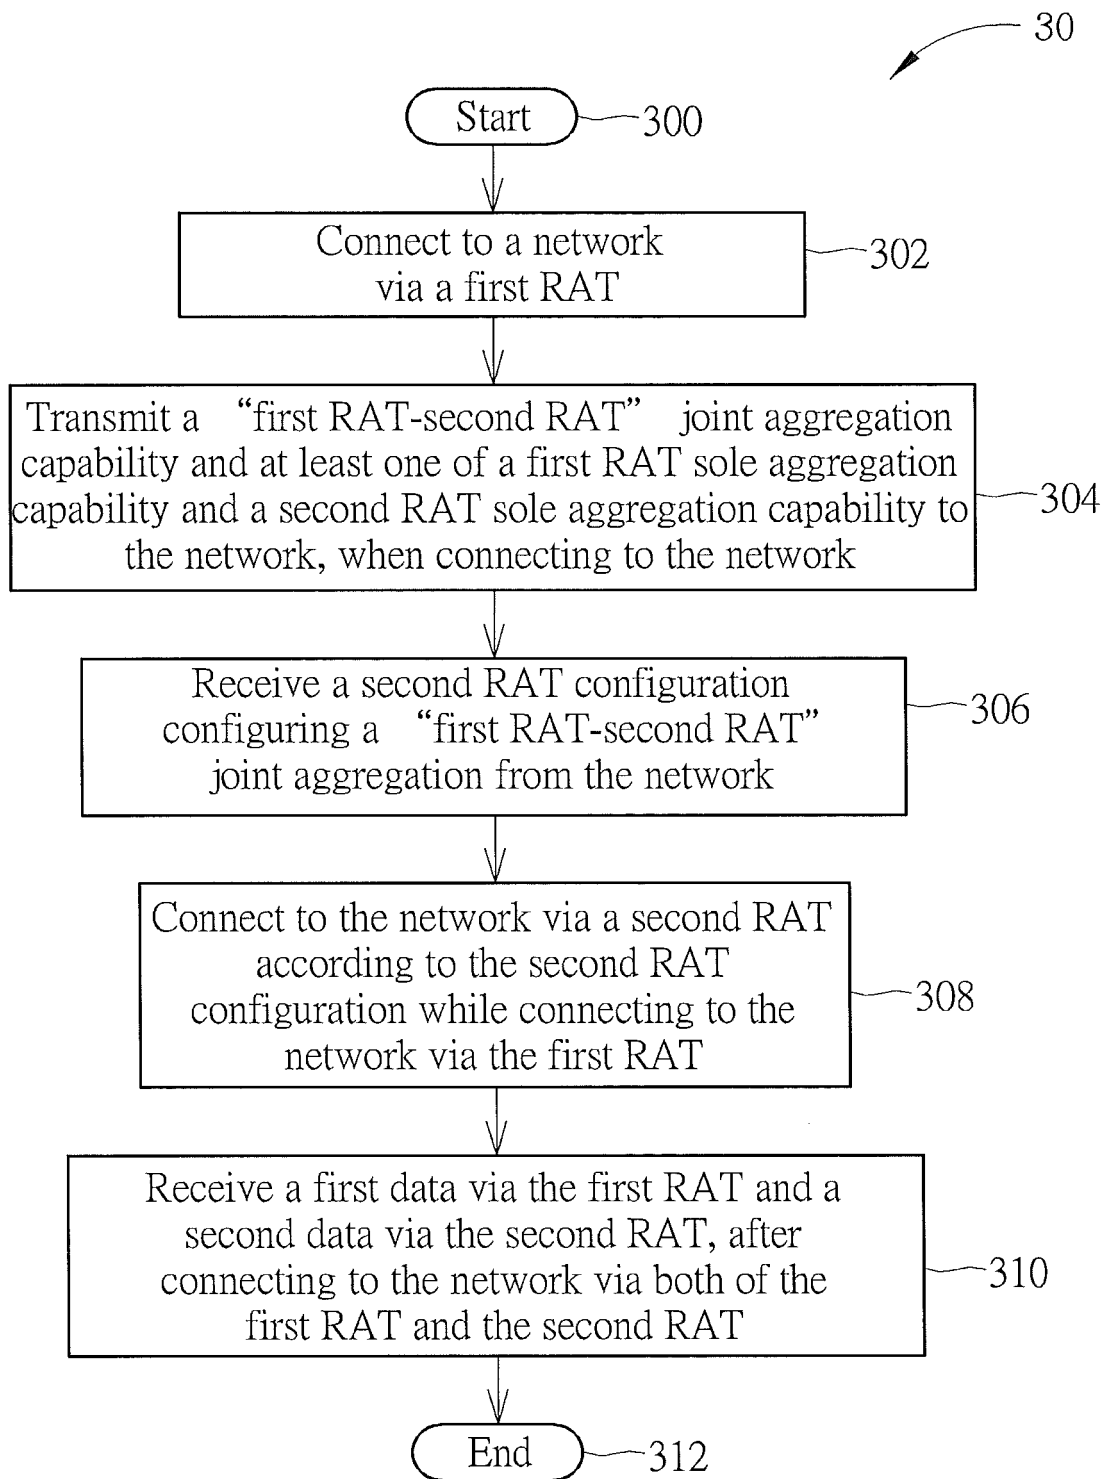 30
Start
300
Connect to a network
via a first RAT
302
Transmit a “first RAT-second RAT” joint aggregation
capability and at least one of a first RAT sole aggregation
capability and a second RAT sole aggregation capability to
the network, when connecting to the network
304
Receive a second RAT configuration
configuring a “first RAT-second RAT”
joint aggregation from the network
306
Connect to the network via a second RAT
according to the second RAT
configuration while connecting to the
network via the first RAT
308
Receive a first data via the first RAT and a
second data via the second RAT, after
connecting to the network via both of the
first RAT and the second RAT
310
End
312